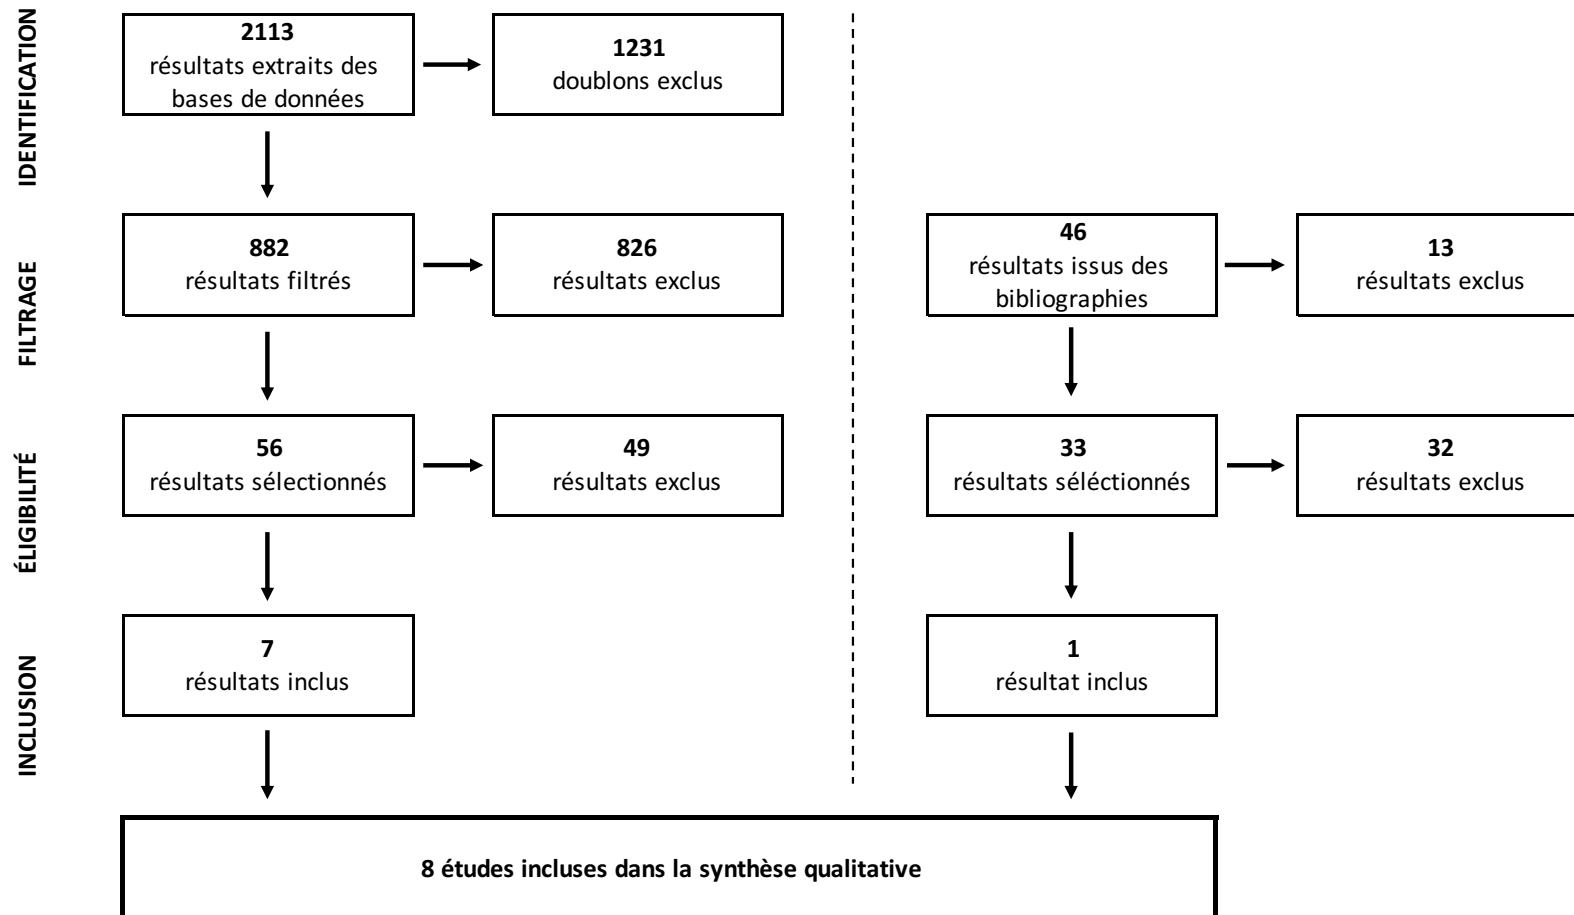 IDENTIFICATION
2113
résultats extraits des
bases de données
1231
doublons exclus
FILTRAGE
882
résultats filtrés
826
résultats exclus
46
résultats issus des
bibliographies
13
résultats exclus
ÉLIGIBILITÉ
56
résultats sélectionnés
49
résultats exclus
33
résultats séléctionnés
32
résultats exclus
INCLUSION
7
résultats inclus
1
résultat inclus
8 études incluses dans la synthèse qualitative